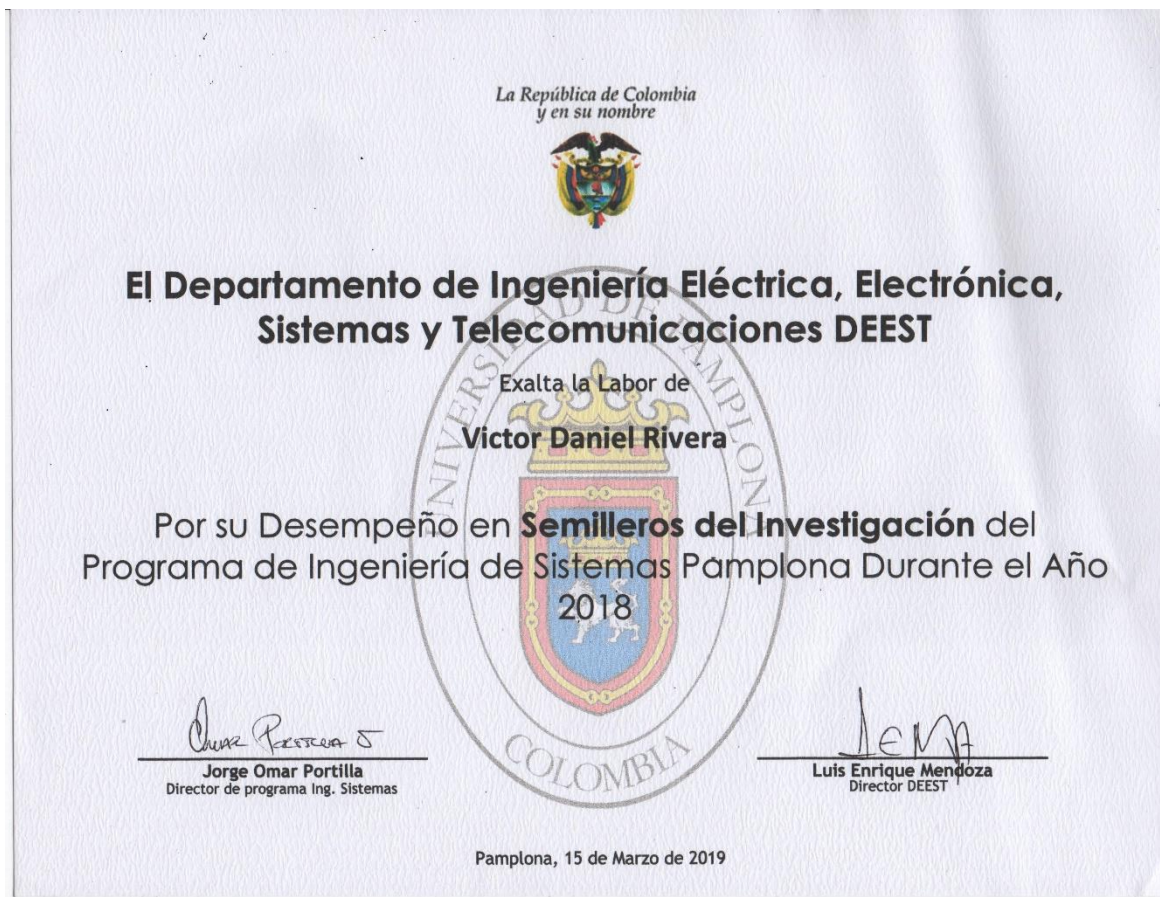 La República de Colombia
y en su nombre
El Departamento de Ingeniería Eléctrica, Electrónica,
Sistemas y Telecomunicaciones DEEST
Exalta la Labor de
Victor Daniel Rivera
Por su Desempeño en Semilleros del Investigación del
Programa de Ingeniería de Sistemas Pamplona Durante el Año
2018
UNIVERSIDAD DE PAMPLONA
COLOMBIA
Jorge Omar Portilla
Director de programa Ing. Sistemas
Luis Enrique Mendoza
Director DEEST
Pamplona, 15 de Marzo de 2019